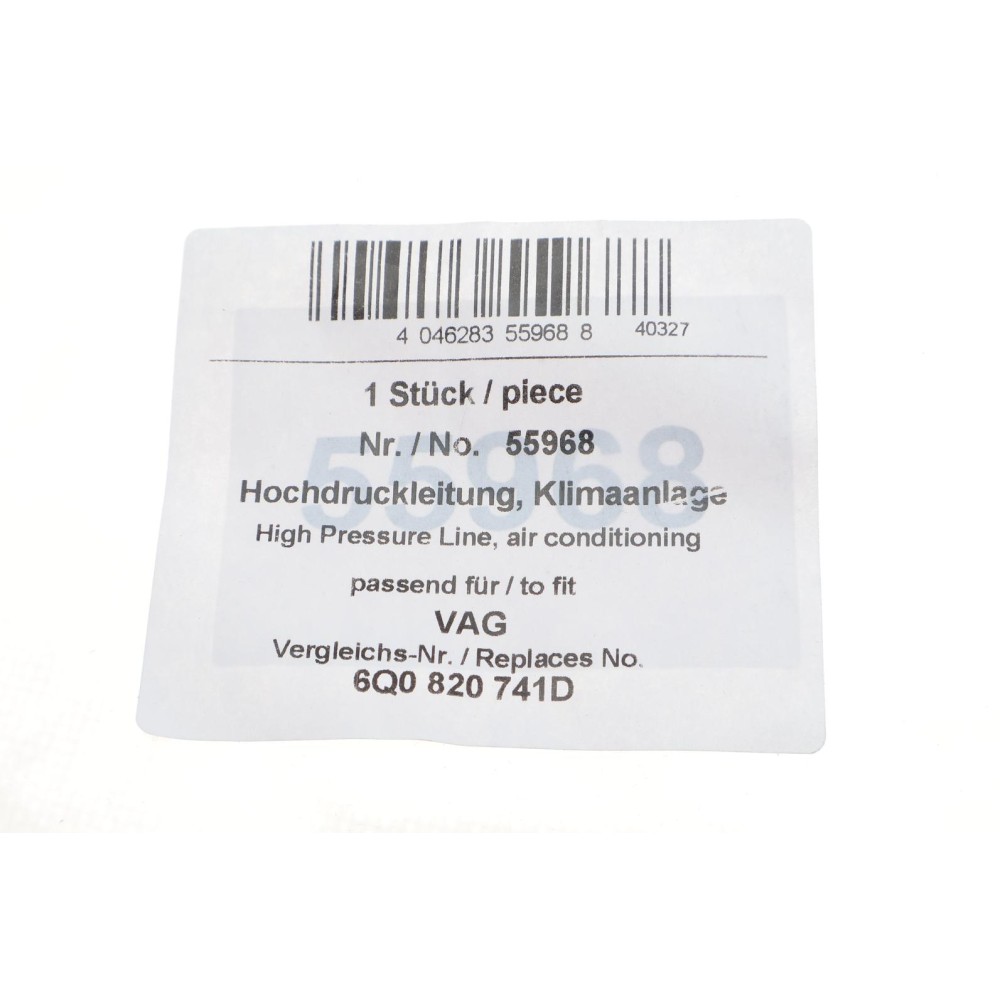 4 046283 55968 8 40327
1 Stück / piece
Nr. / No. 55968
55968
Hochdruckleitung, Klimaanlage
High Pressure Line, air conditioning
passend für / to fit
VAG
Vergleichs-Nr. / Replaces No.
6Q0 820 741D